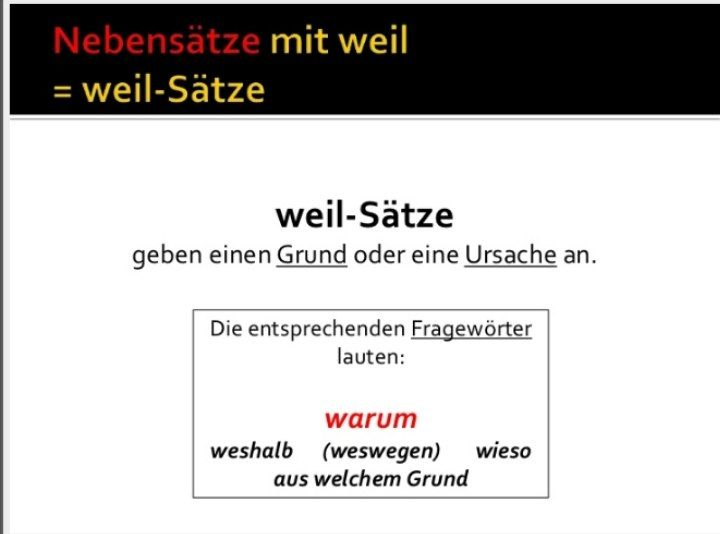 Nebensätze mit weil
= weil-Sätze
weil-Sätze
geben einen Grund oder eine Ursache an.
Die entsprechenden Fragewörter
lauten:
warum
weshalb (weswegen) wieso
aus welchem Grund